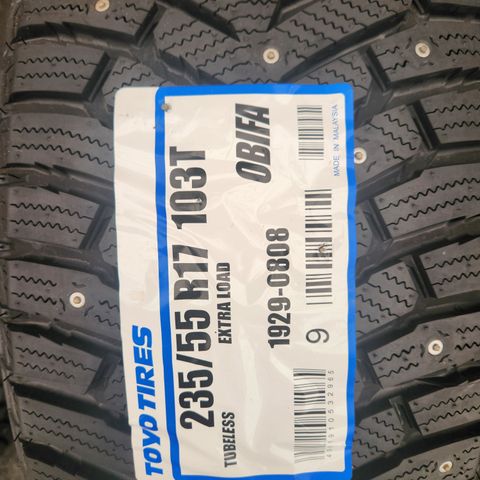 TOYO TIRES
235/55 R17 103T
TUBELESS EXTRA LOAD
OBIFA
1929-0808
9
MADE IN MALAYSIA